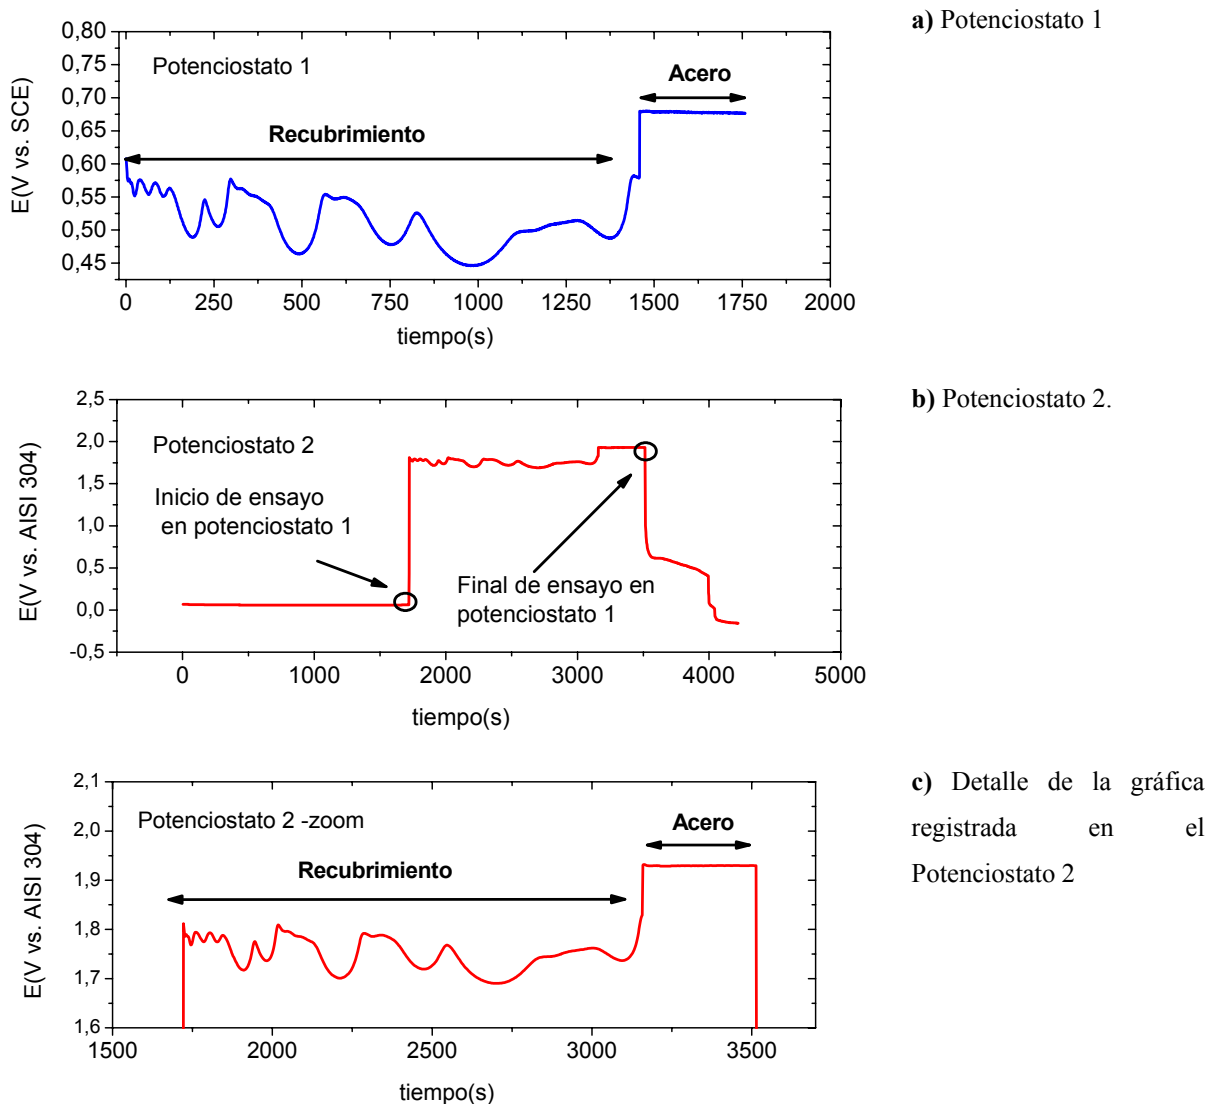 a) Potenciostato 1
0,80
0,75
0,70
0,65
0,60
0,55
0,50
0,45
E(V vs. SCE)
Potenciostato 1
Recubrimiento
Acero
0 250 500 750 1000 1250 1500 1750 2000
tiempo(s)
b) Potenciostato 2.
2,5
2,0
1,5
1,0
0,5
0,0
-0,5
E(V vs. AISI 304)
Potenciostato 2
Inicio de ensayo
en potenciostato 1
Final de ensayo en
potenciostato 1
0 1000 2000 3000 4000 5000
tiempo(s)
c) Detalle de la gráfica
registrada en el
Potenciostato 2
2,1
2,0
1,9
1,8
1,7
1,6
E(V vs. AISI 304)
Potenciostato 2 -zoom
Recubrimiento
Acero
1500 2000 2500 3000 3500
tiempo(s)